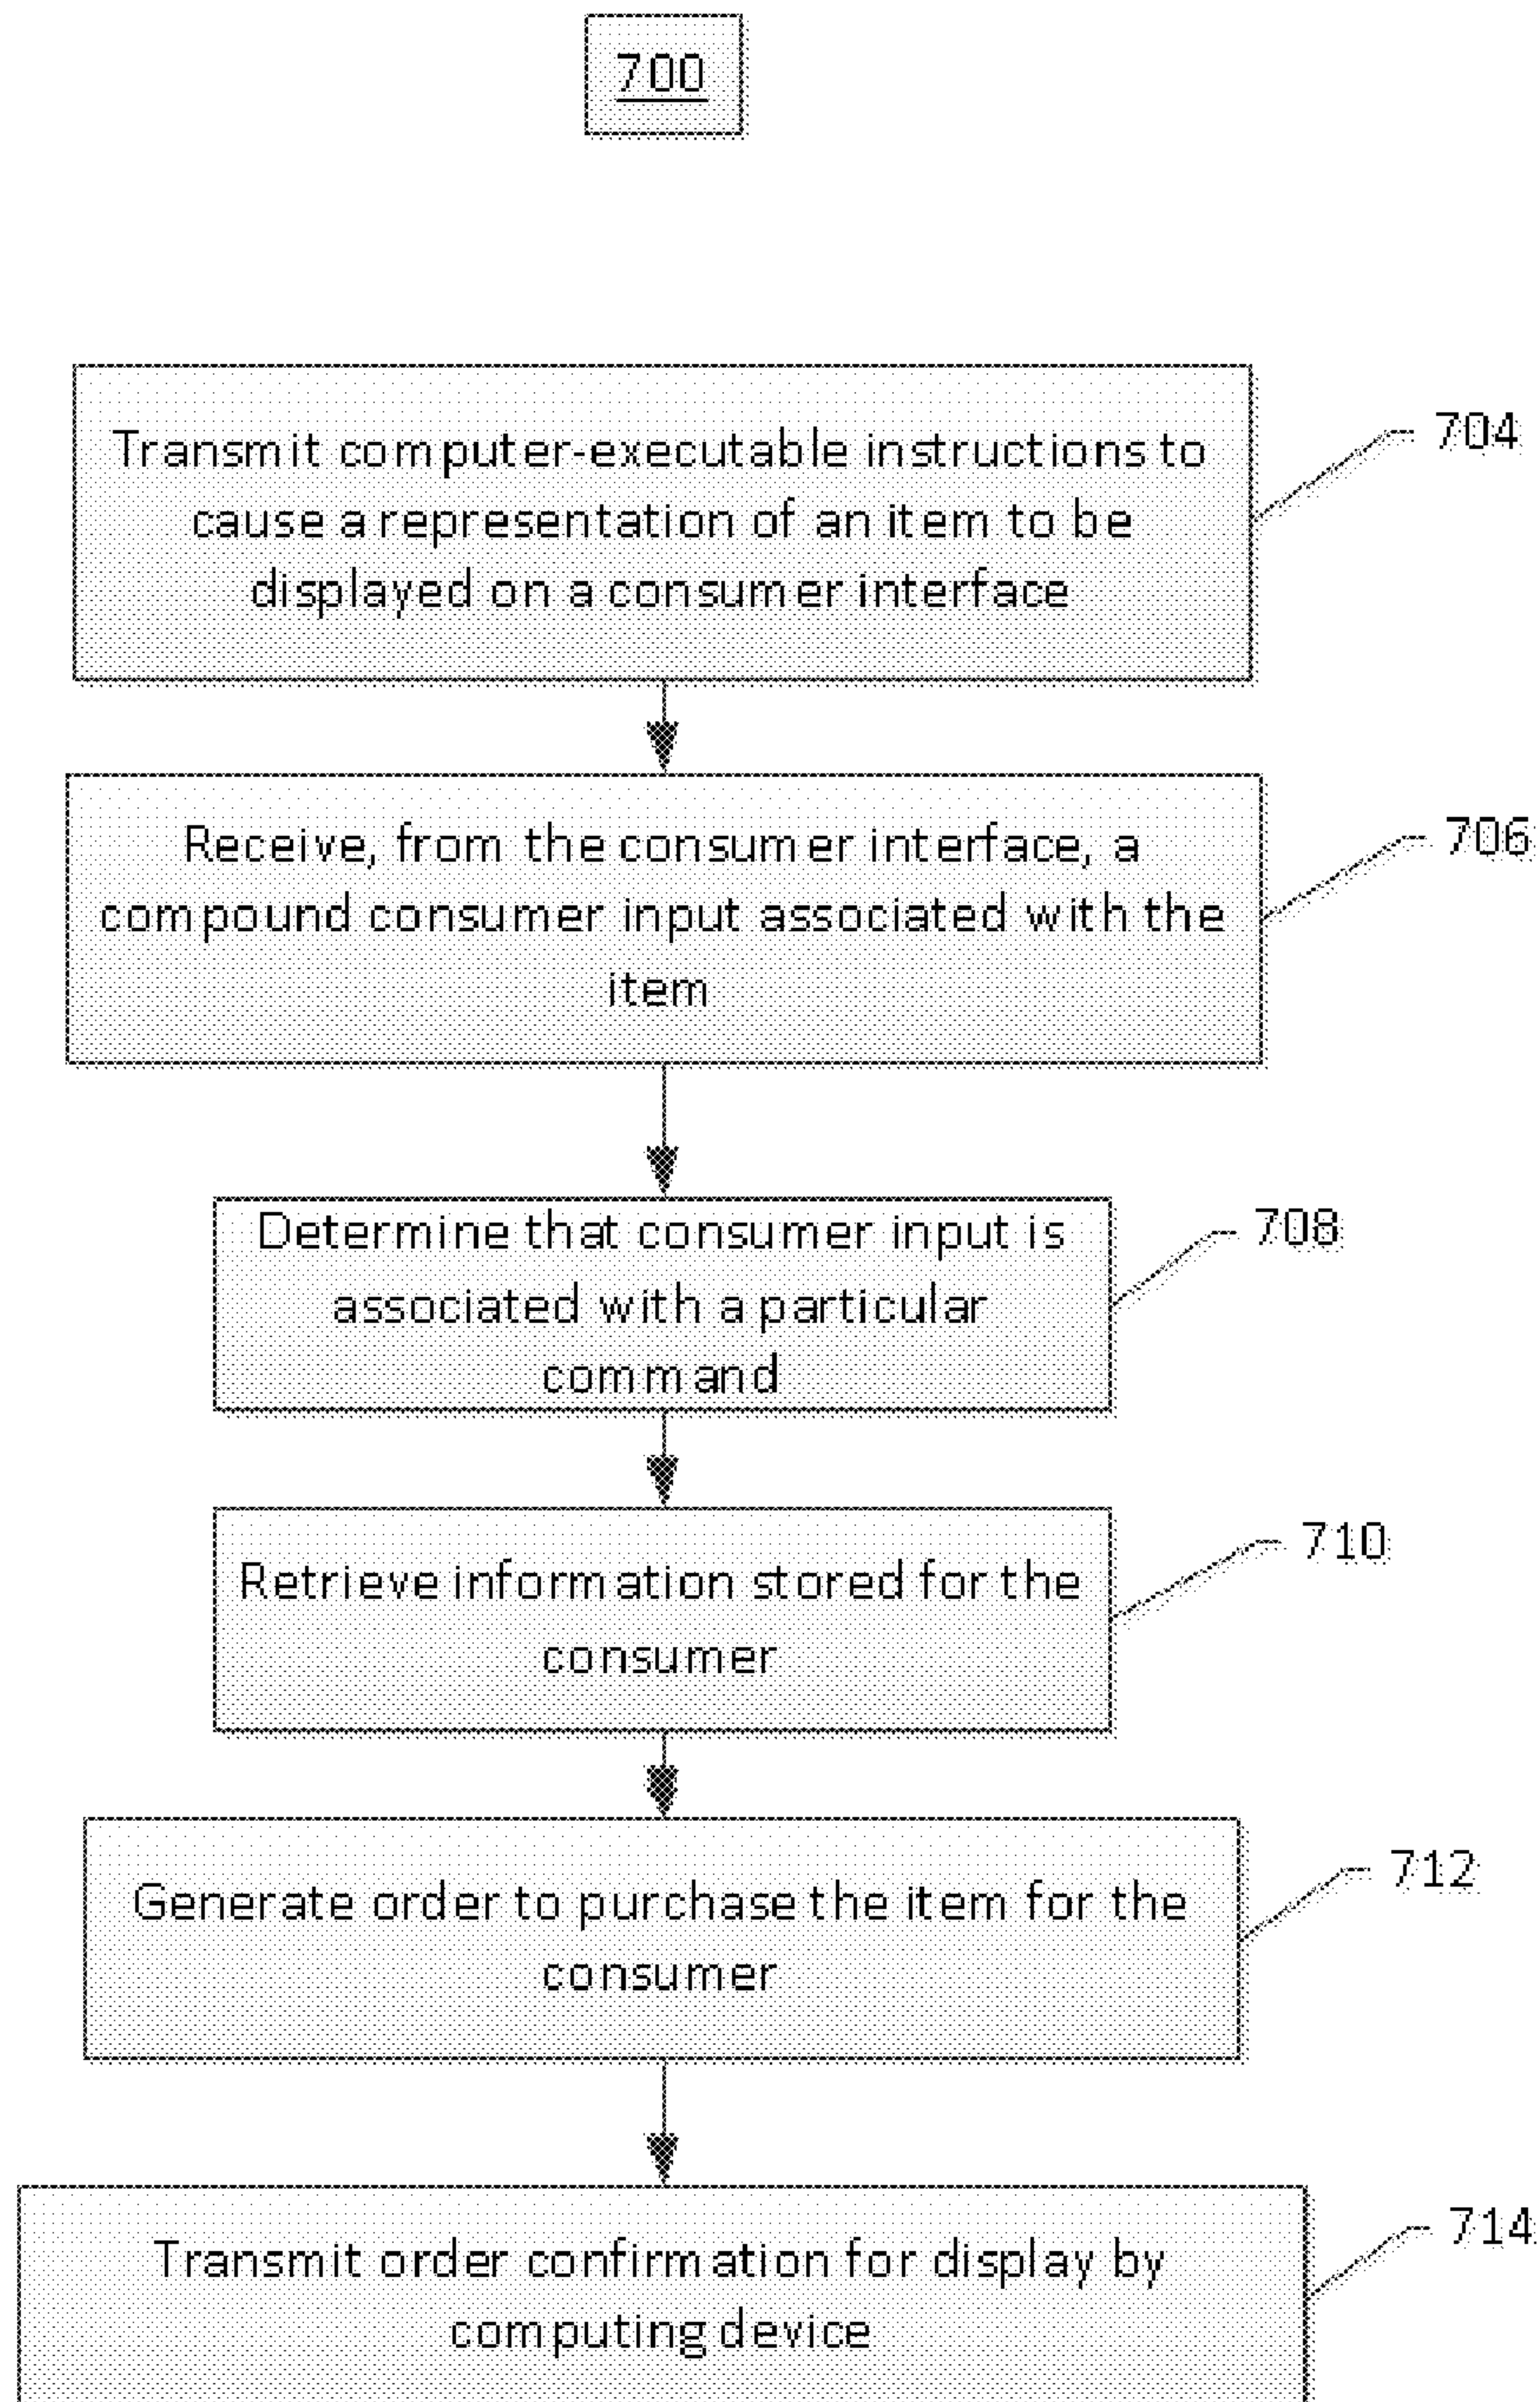 700
Transmit computer-executable instructions to
cause a representation of an item to be
displayed on a consumer interface
704
Receive, from the consumer interface, a
compound consumer input associated with the
item
706
Determine that consumer input is
associated with a particular
command
708
Retrieve information stored for the
consumer
710
Generate order to purchase the item for the
consumer
712
Transmit order confirmation for display by
computing device
714